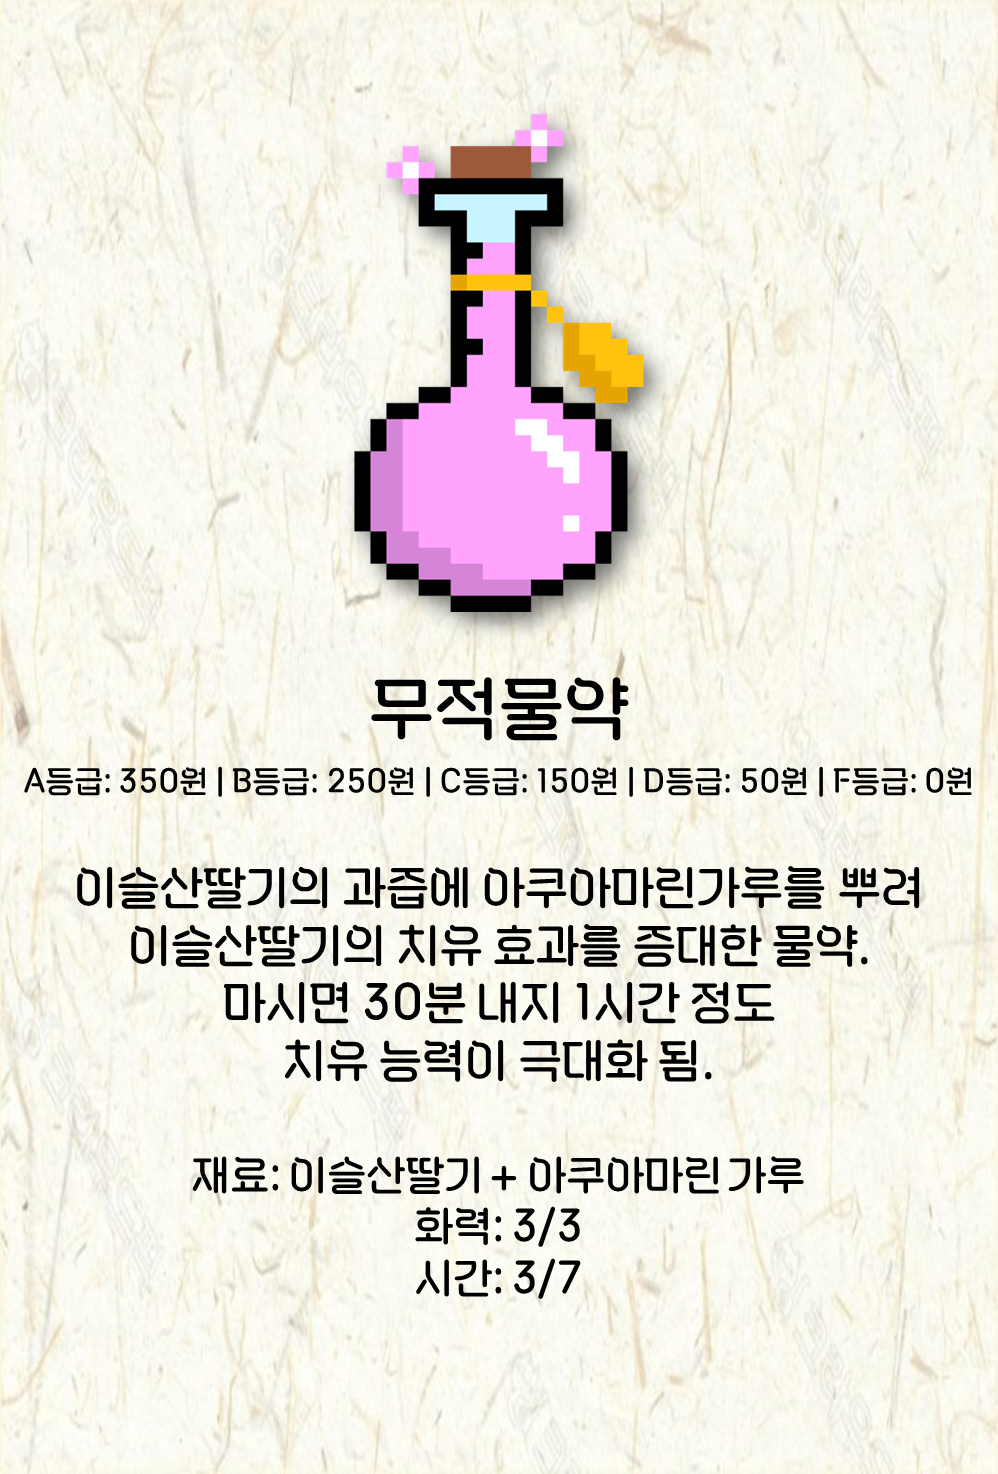 무적물약
A등급: 350원 | B등급: 250원 | C등급: 150원 | D등급: 50원 | F등급: 0원
이슬산딸기의 과즙에 아쿠아마린가루를 뿌려
이슬산딸기의 치유 효과를 증대한 물약.
마시면 30분 내지 1시간 정도
치유 능력이 극대화 됨.
재료: 이슬산딸기 + 아쿠아마린 가루
화력: 3/3
시간: 3/7